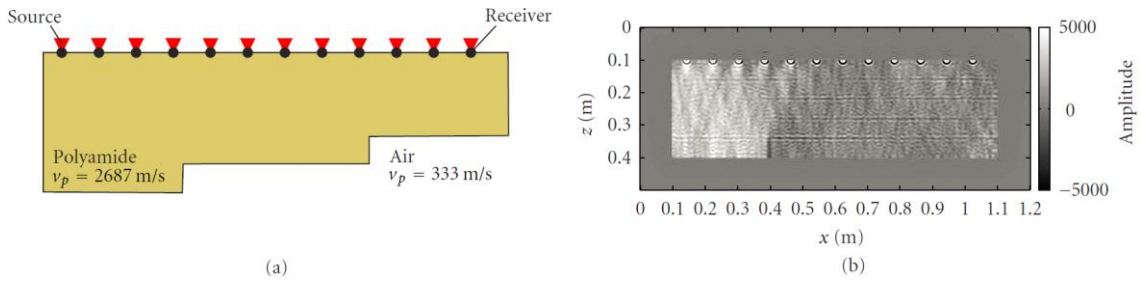 Source
Receiver
Polyamide
v_p = 2687 m/s
Air
v_p = 333 m/s
(a)
0
0.1
0.2
0.3
0.4
z (m)
0 0.1 0.2 0.3 0.4 0.5 0.6 0.7 0.8 0.9 1 1.1 1.2
x (m)
5000
0
−5000
Amplitude
(b)